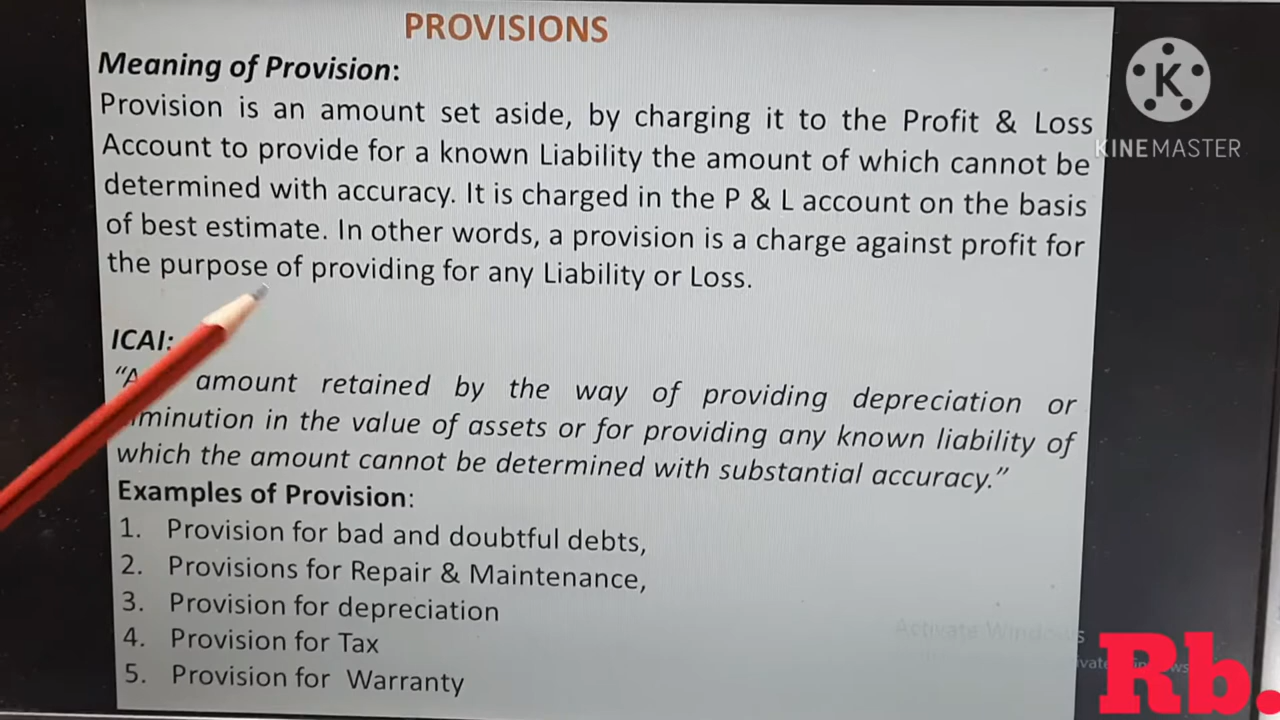 PROVISIONS
Meaning of Provision:
Provision is an amount set aside, by charging it to the Profit & Loss
Account to provide for a known Liability the amount of which cannot be
determined with accuracy. It is charged in the P & L account on the basis
of best estimate. In other words, a provision is a charge against profit for
the purpose of providing for any Liability or Loss.
ICAI:
amount retained by the way of providing depreciation or
in the value of assets or for providing any known liability of
which the amount cannot be determined with substantial accuracy.”
Examples of Provision:
1. Provision for bad and doubtful debts,
2. Provisions for Repair & Maintenance,
3. Provision for depreciation
4. Provision for Tax
5. Provision for Warranty
K
KINEMASTER
Activate Windows
Rb.